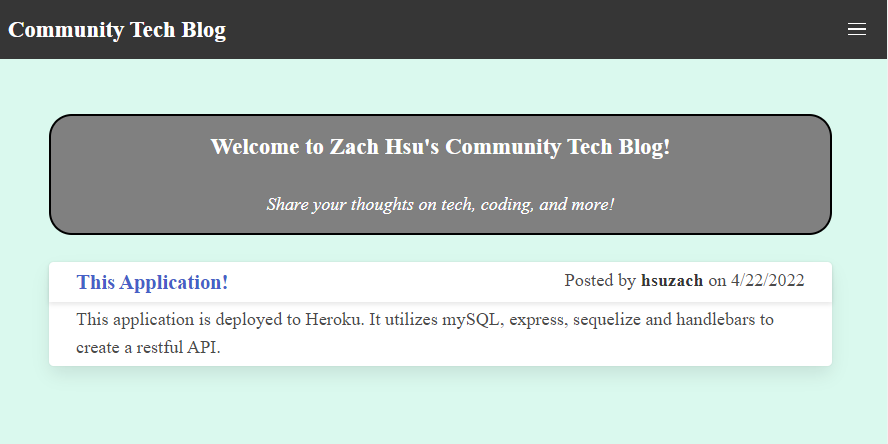 Community Tech Blog
Welcome to Zach Hsu's Community Tech Blog!
Share your thoughts on tech, coding, and more!
This Application!
Posted by hsuzach on 4/22/2022
This application is deployed to Heroku. It utilizes mySQL, express, sequelize and handlebars to
create a restful API.